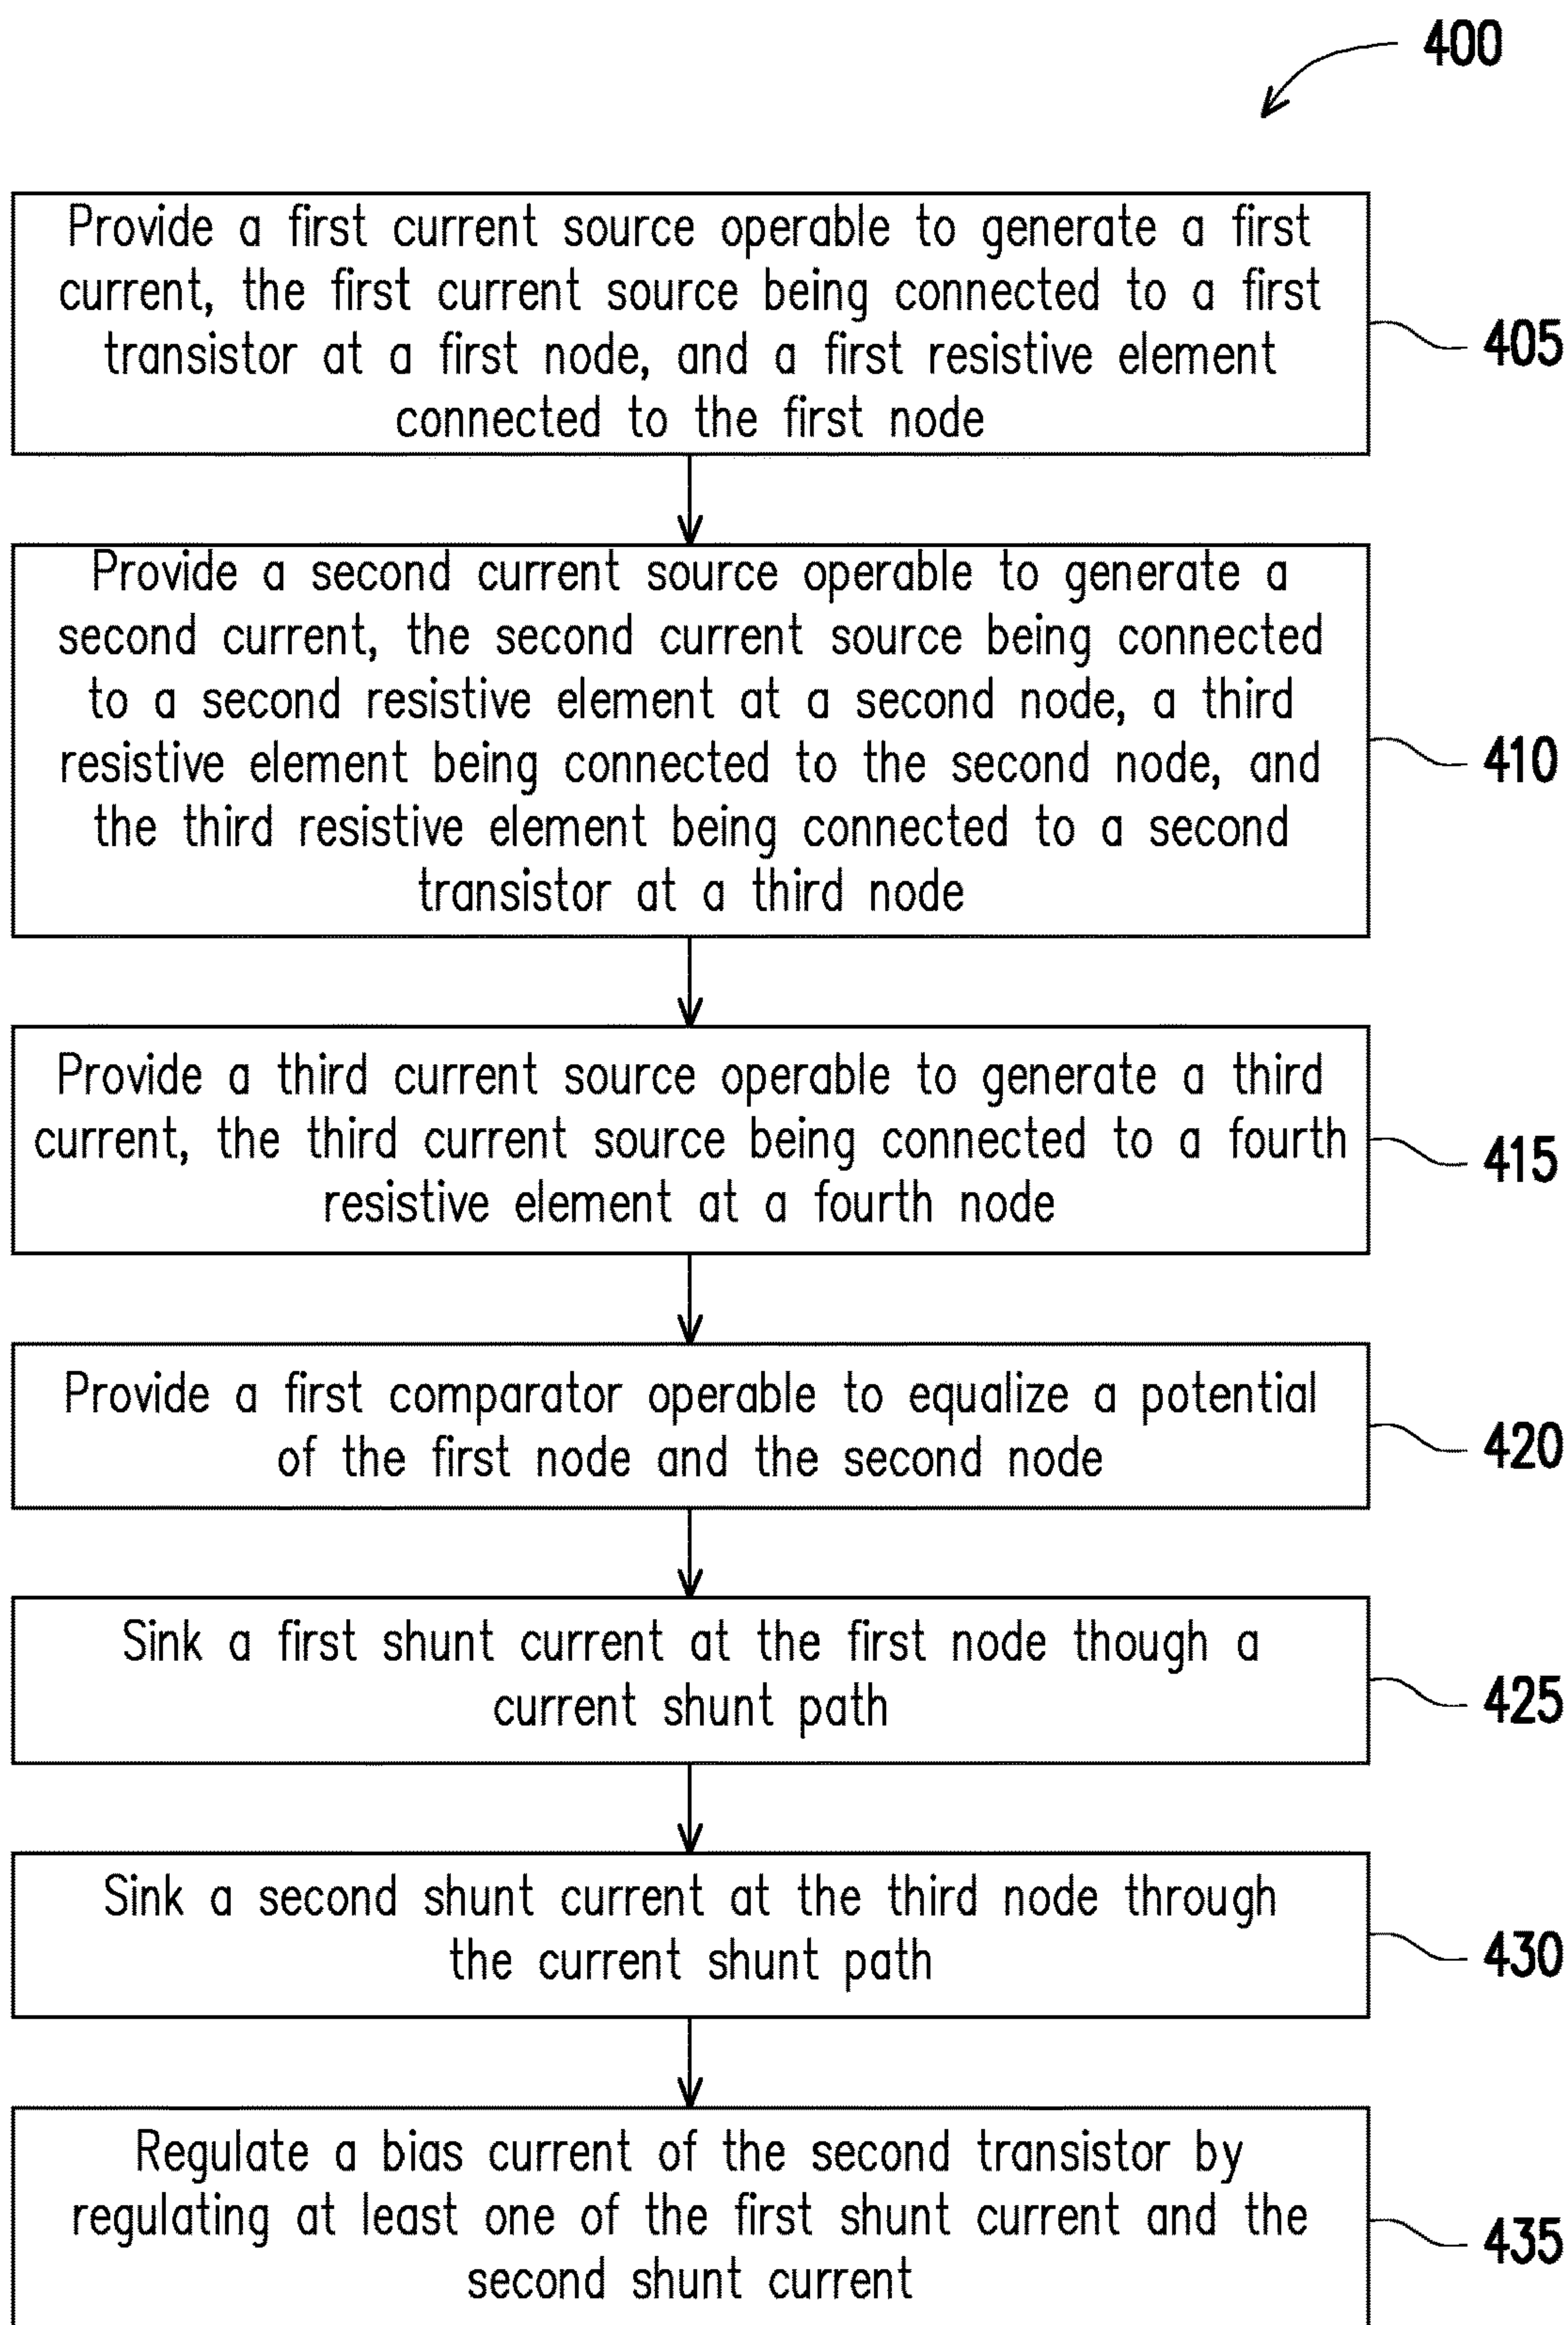 400
Provide a first current source operable to generate a first
current, the first current source being connected to a first
transistor at a first node, and a first resistive element
connected to the first node
405
Provide a second current source operable to generate a
second current, the second current source being connected
to a second resistive element at a second node, a third
resistive element being connected to the second node, and
the third resistive element being connected to a second
transistor at a third node
410
Provide a third current source operable to generate a third
current, the third current source being connected to a fourth
resistive element at a fourth node
415
Provide a first comparator operable to equalize a potential
of the first node and the second node
420
Sink a first shunt current at the first node though a
current shunt path
425
Sink a second shunt current at the third node through
the current shunt path
430
Regulate a bias current of the second transistor by
regulating at least one of the first shunt current and the
second shunt current
435